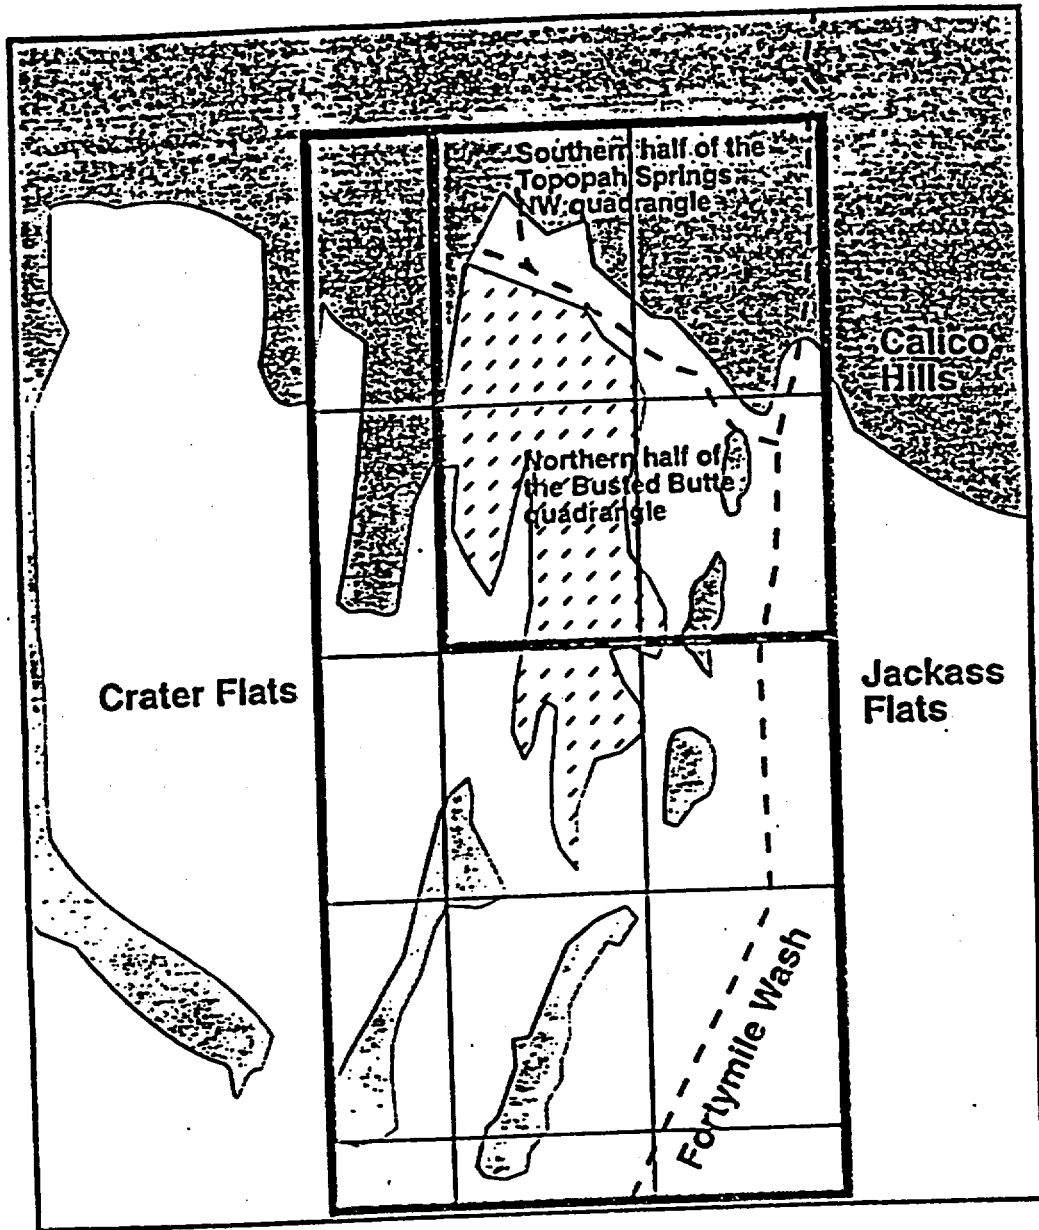 Southern half of the
Topopah Springs
NW quadrangle
Calico
Hills
Northern half of
the Busted Butte
quadrangle
Crater Flats
Jackass
Flats
Fortymile Wash